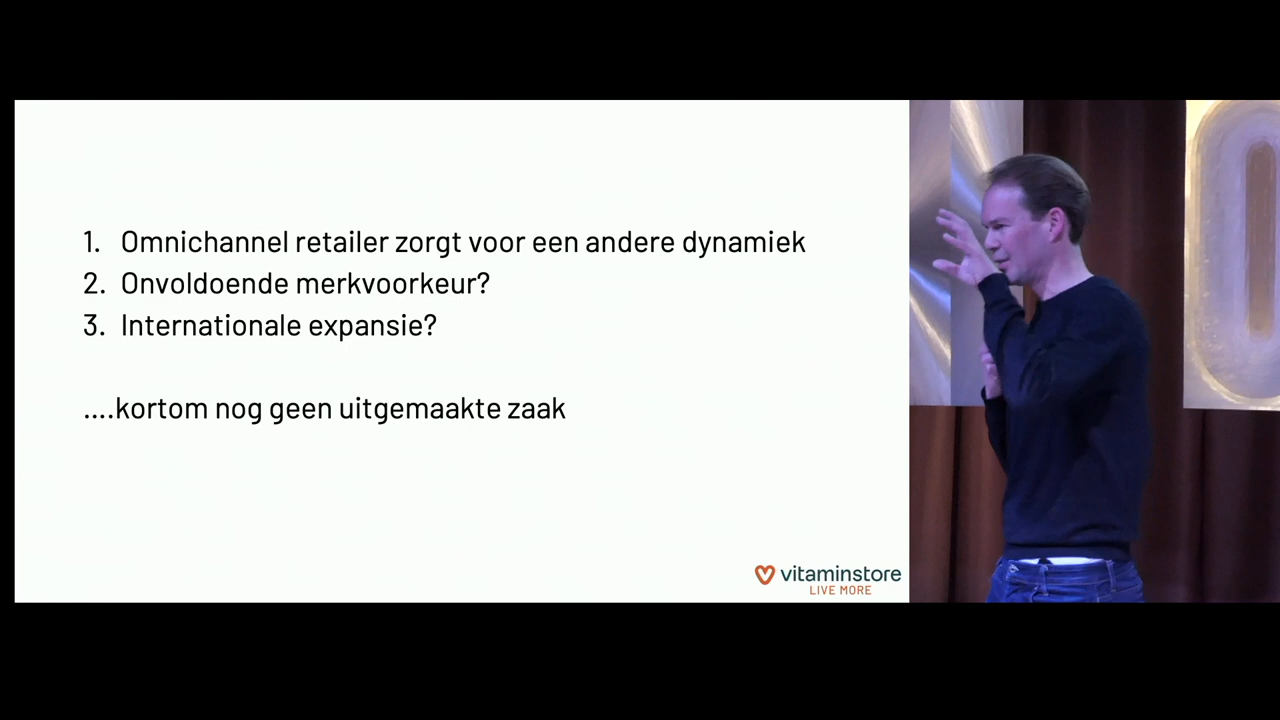 1. Omnichannel retailer zorgt voor een andere dynamiek
2. Onvoldoende merkvoorkeur?
3. Internationale expansie?
....kortom nog geen uitgemaakte zaak
vitaminstore
LIVE MORE